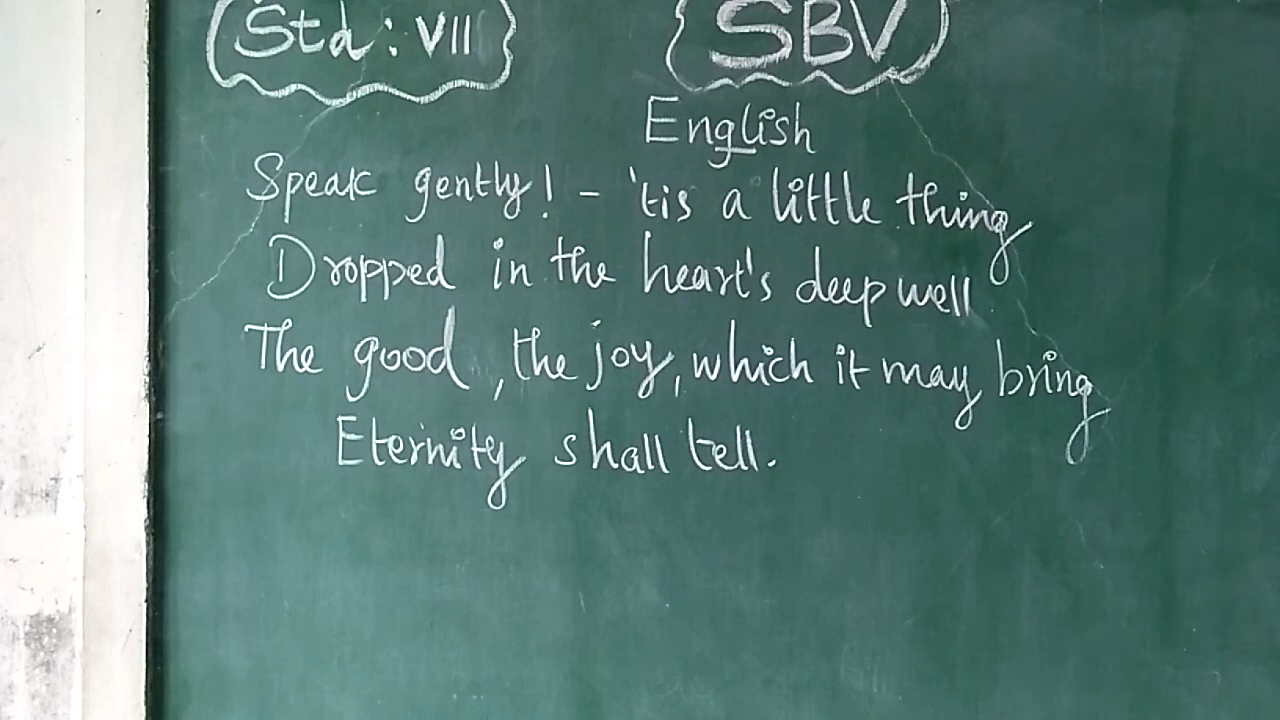 Std: VII
SBV
English
Speak gently! - 'tis a little thing
Dropped in the heart's deep well
The good, the joy, which it may bring
Eternity shall tell.